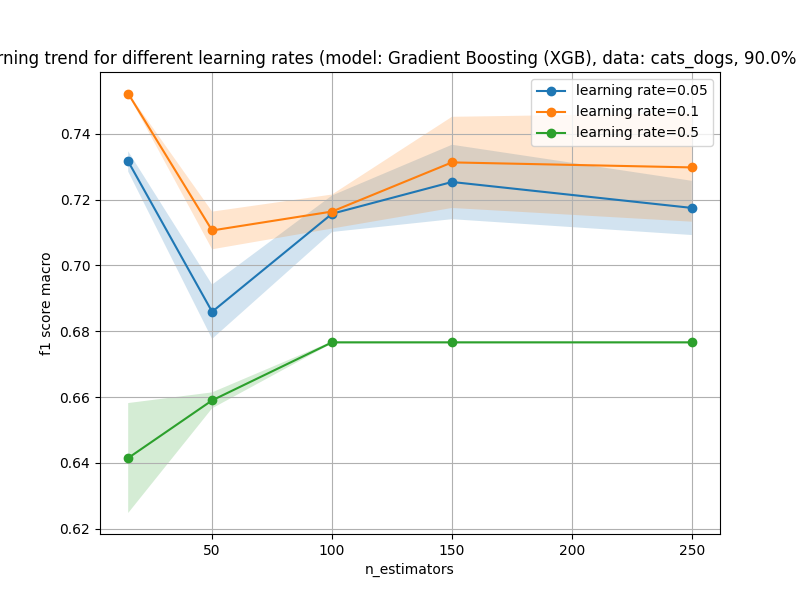 rning trend for different learning rates (model: Gradient Boosting (XGB), data: cats_dogs, 90.0%
learning rate=0.05
learning rate=0.1
learning rate=0.5
f1 score macro
0.74
0.72
0.70
0.68
0.66
0.64
0.62
50 100 150 200 250
n_estimators